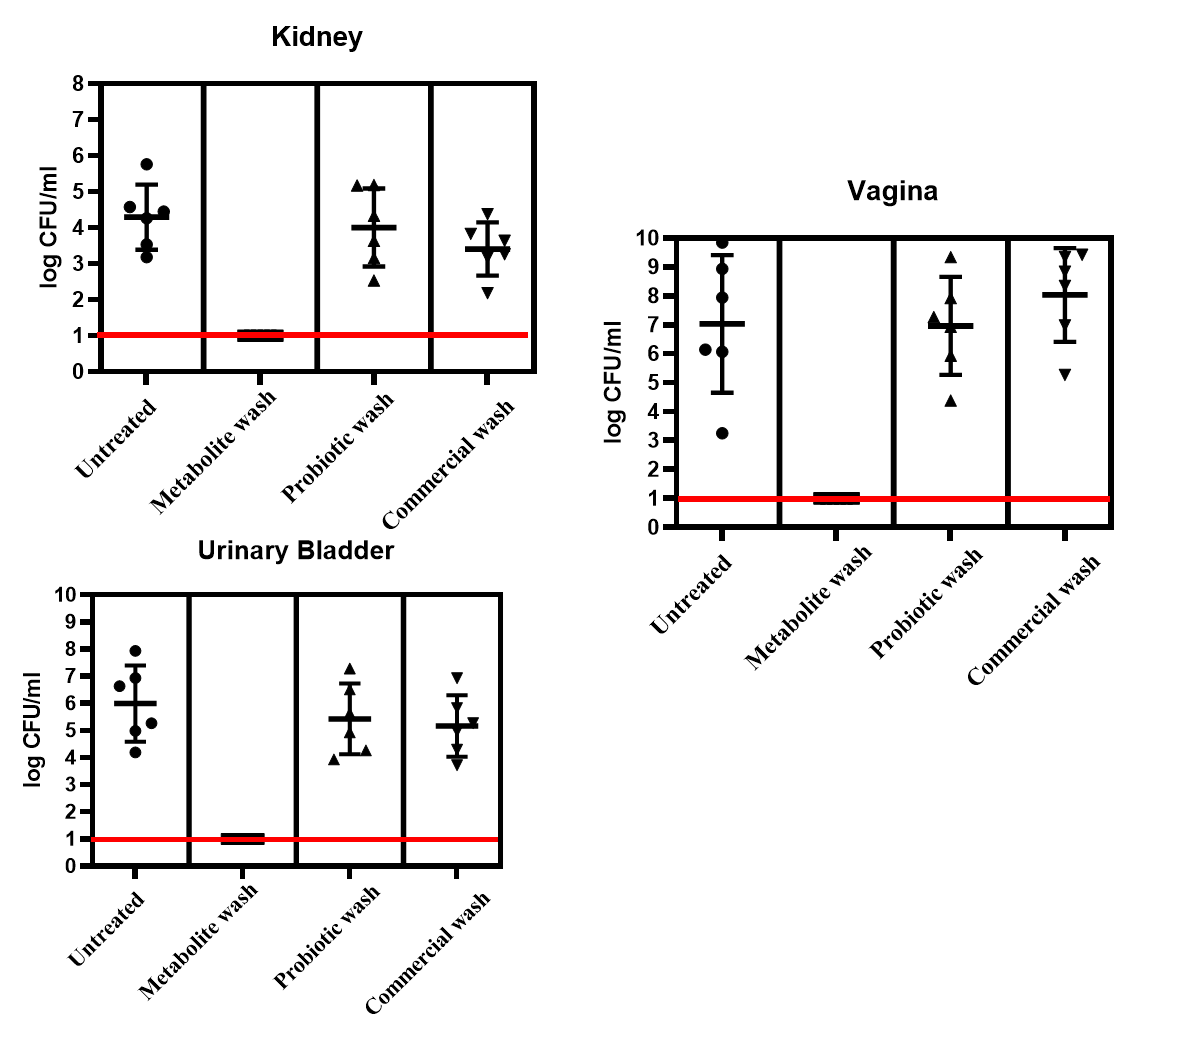 Kidney
log CFU/ml
8
7
6
5
4
3
2
1
0
Untreated
Metabolite wash
Probiotic wash
Commercial wash
Vagina
log CFU/ml
10
9
8
7
6
5
4
3
2
1
0
Untreated
Metabolite wash
Probiotic wash
Commercial wash
Urinary Bladder
log CFU/ml
10
9
8
7
6
5
4
3
2
1
0
Untreated
Metabolite wash
Probiotic wash
Commercial wash